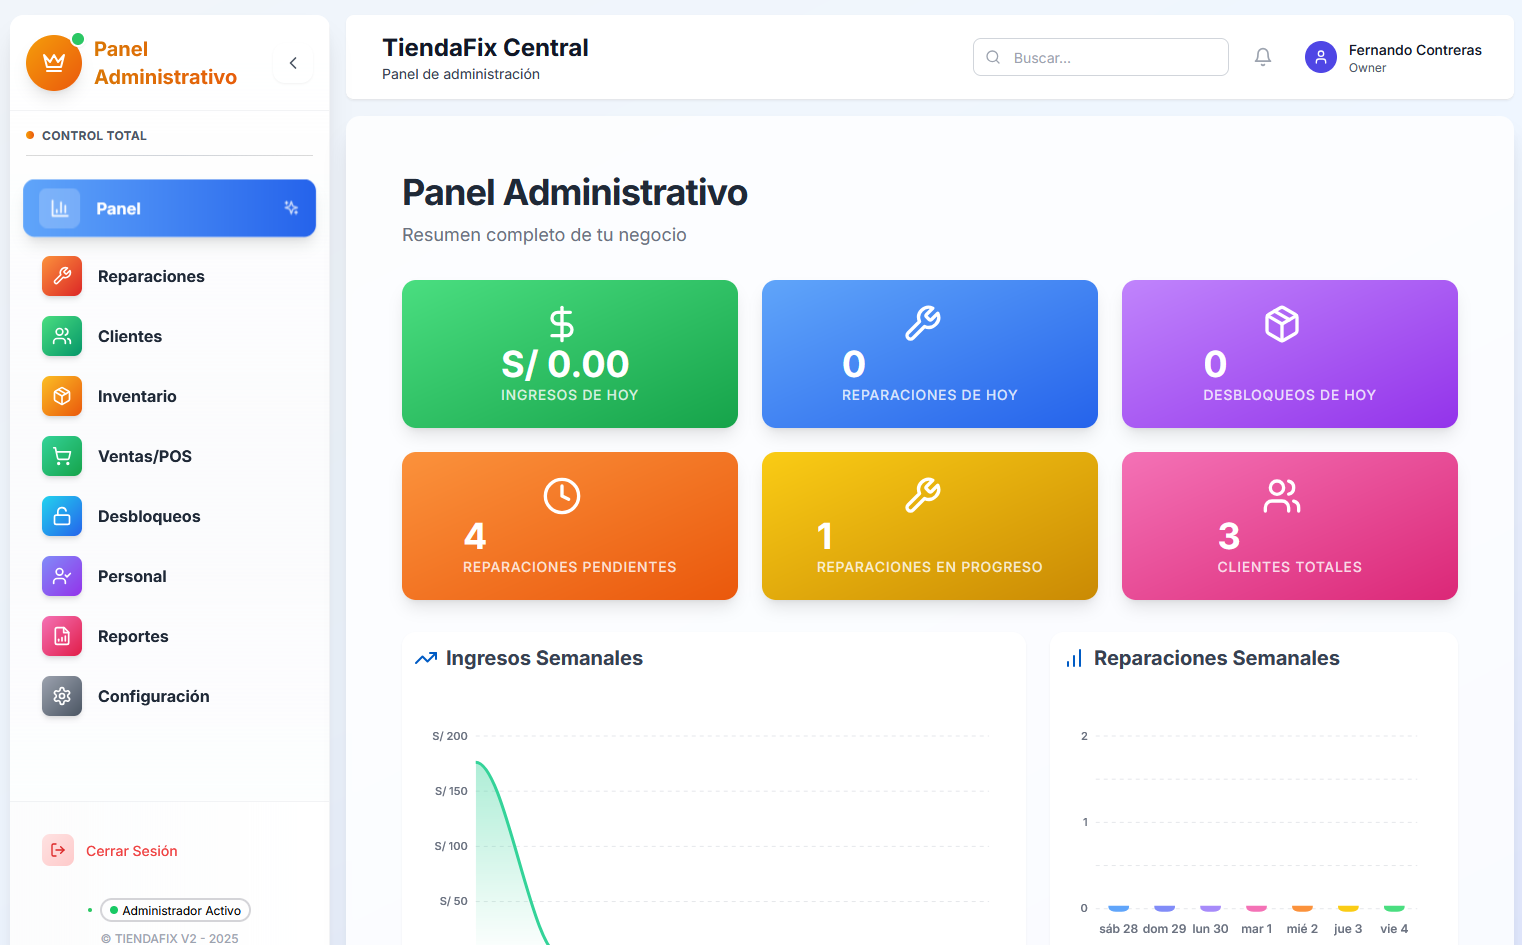 Panel
Administrativo
CONTROL TOTAL
Panel
Reparaciones
Clientes
Inventario
Ventas/POS
Desbloqueos
Personal
Reportes
Configuración
Cerrar Sesión
Administrador Activo
© TIENDAFIX V2 - 2025
TiendaFix Central
Panel de administración
Buscar...
Fernando Contreras
Owner
Panel Administrativo
Resumen completo de tu negocio
S/ 0.00
INGRESOS DE HOY
0
REPARACIONES DE HOY
0
DESBLOQUEOS DE HOY
4
REPARACIONES PENDIENTES
1
REPARACIONES EN PROGRESO
3
CLIENTES TOTALES
Ingresos Semanales
S/ 200
S/ 150
S/ 100
S/ 50
Reparaciones Semanales
2
1
0
sáb 28 dom 29 lun 30 mar 1 mié 2 jue 3 vie 4